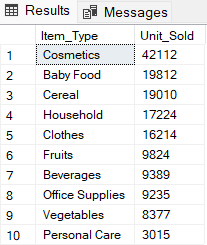 Results Messages
Item_Type Unit_Sold
1 Cosmetics 42112
2 Baby Food 19812
3 Cereal 19010
4 Household 17224
5 Clothes 16214
6 Fruits 9824
7 Beverages 9389
8 Office Supplies 9235
9 Vegetables 8377
10 Personal Care 3015